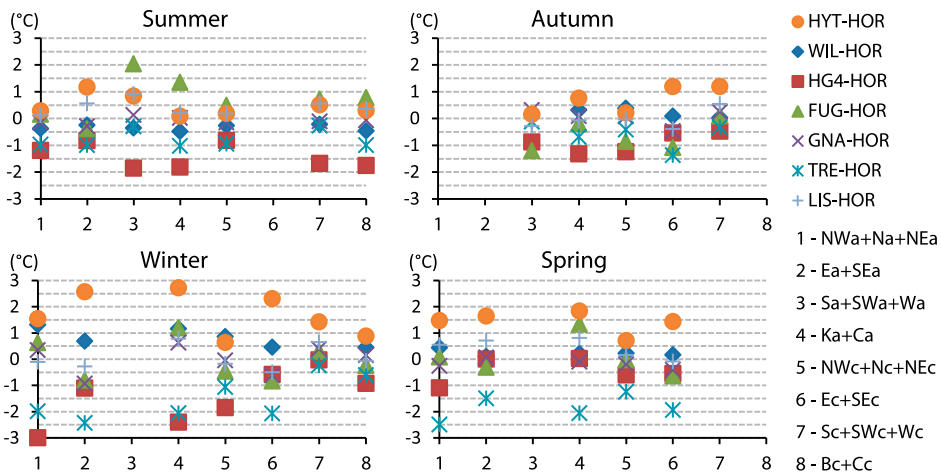 (°C) Summer
3
2
1
0
-1
-2
-3
1 2 3 4 5 6 7 8
(°C) Autumn
3
2
1
0
-1
-2
-3
1 2 3 4 5 6 7 8
(°C) Winter
3
2
1
0
-1
-2
-3
1 2 3 4 5 6 7 8
(°C) Spring
3
2
1
0
-1
-2
-3
1 2 3 4 5 6 7 8
HYT-HOR
WIL-HOR
HG4-HOR
FUG-HOR
GNA-HOR
TRE-HOR
LIS-HOR
1 - NWa+Na+NEa
2 - Ea+SEa
3 - Sa+SWa+Wa
4 - Ka+Ca
5 - NWc+Nc+NEc
6 - Ec+SEc
7 - Sc+SWc+Wc
8 - Bc+Cc